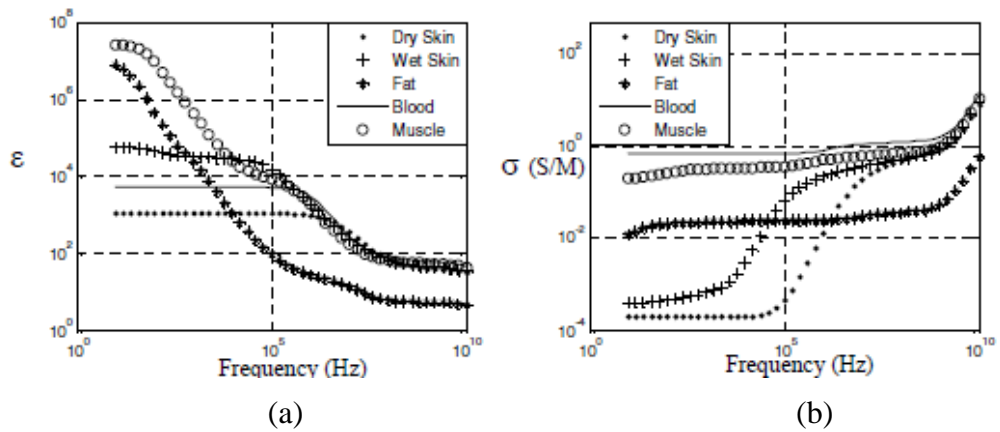 10^8
10^6
10^4
10^2
10^0
ε
10^0
10^5
10^10
Frequency (Hz)
Dry Skin
Wet Skin
Fat
Blood
Muscle
(a)
10^2
10^0
10^-2
10^-4
σ (S/M)
10^0
10^5
10^10
Frequency (Hz)
Dry Skin
Wet Skin
Fat
Blood
Muscle
(b)